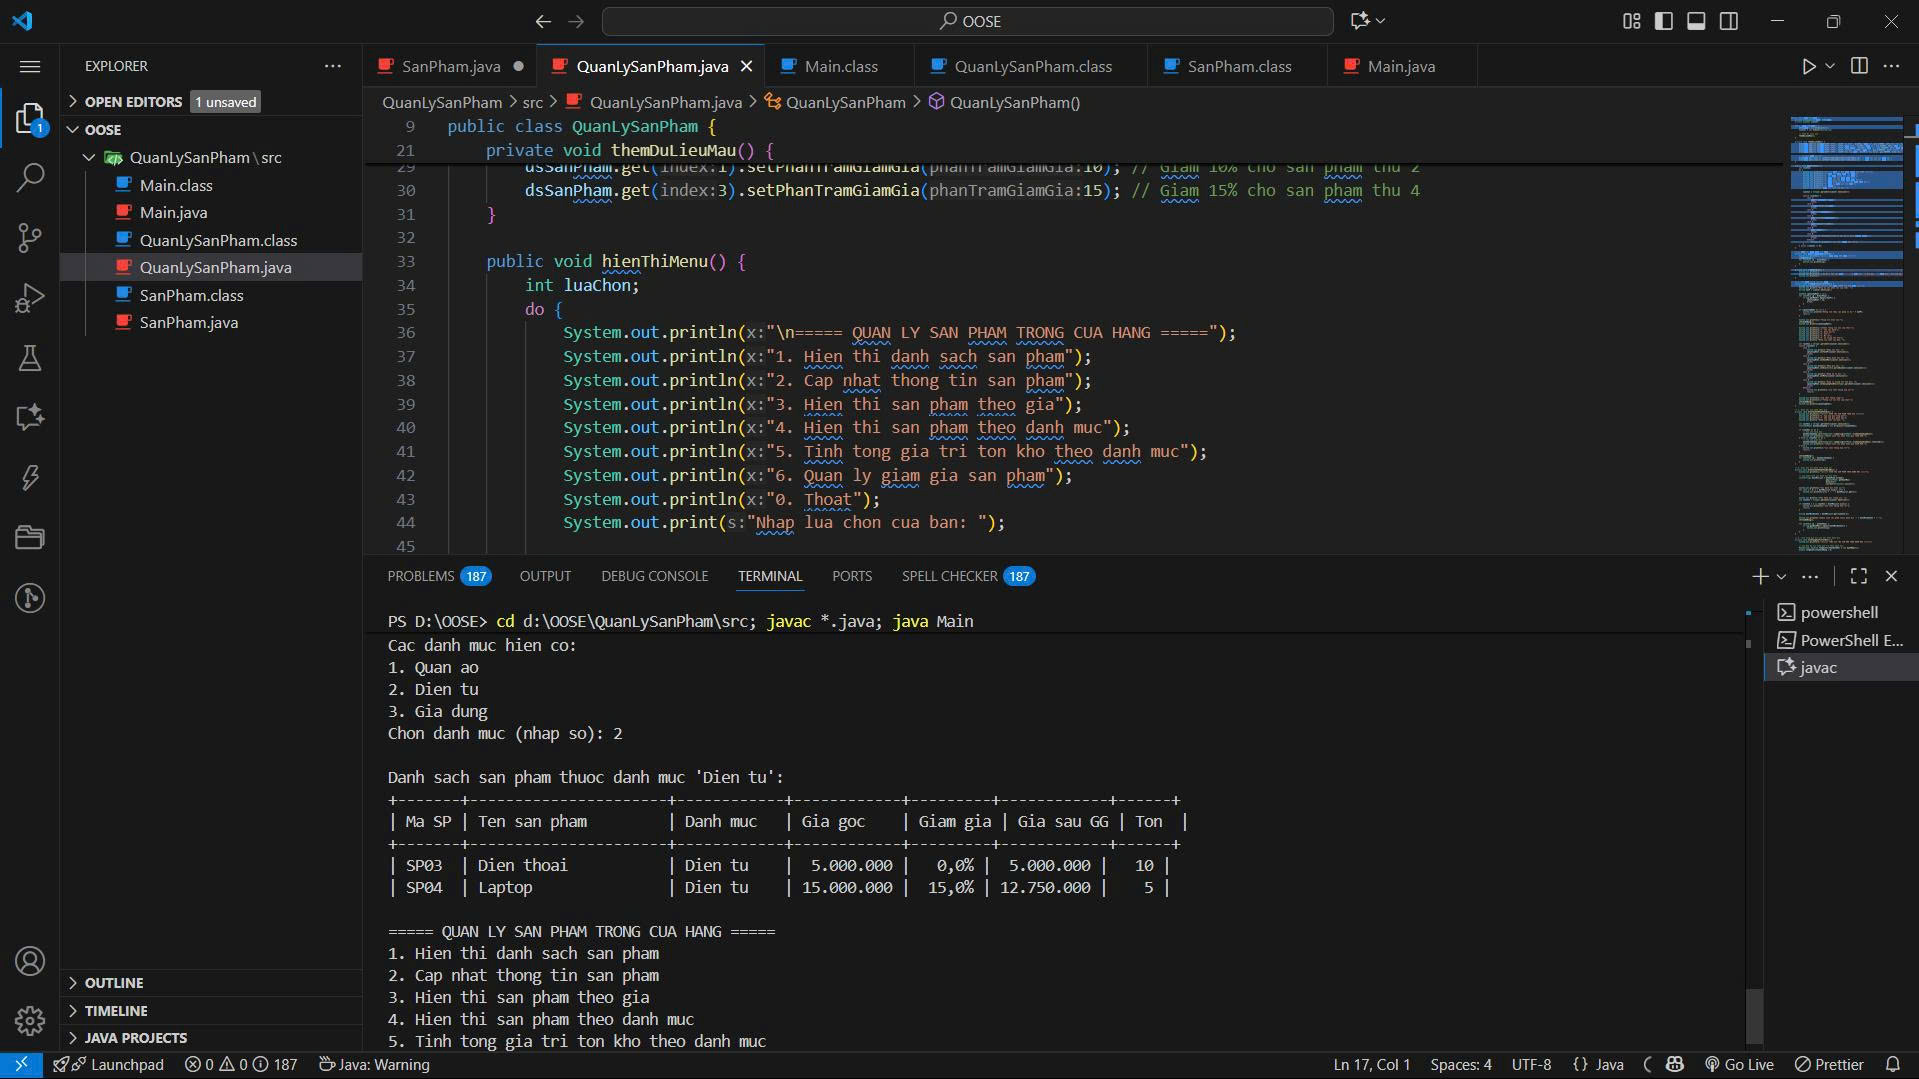 OOSE
EXPLORER
OPEN EDITORS 1 unsaved
OOSE
QuanLySanPham\src
Main.class
Main.java
QuanLySanPham.class
QuanLySanPham.java
SanPham.class
SanPham.java
OUTLINE
TIMELINE
JAVA PROJECTS
1
SanPham.java QuanLySanPham.java Main.class QuanLySanPham.class SanPham.class Main.java
QuanLySanPham > src > QuanLySanPham.java > QuanLySanPham > QuanLySanPham()
9 public class QuanLySanPham {
21 private void themDuLieuMau() {
29 dsSanPham.get(index:1).setPhanTramGiamGia(phanTramGiamGia:10); // Giam 10% cho san pham thu 2
30 dsSanPham.get(index:3).setPhanTramGiamGia(phanTramGiamGia:15); // Giam 15% cho san pham thu 4
31 }
32
33 public void hienThiMenu() {
34 int luaChon;
35 do {
36 System.out.println(x:"\n===== QUAN LY SAN PHAM TRONG CUA HANG =====");
37 System.out.println(x:"1. Hien thi danh sach san pham");
38 System.out.println(x:"2. Cap nhat thong tin san pham");
39 System.out.println(x:"3. Hien thi san pham theo gia");
40 System.out.println(x:"4. Hien thi san pham theo danh muc");
41 System.out.println(x:"5. Tinh tong gia tri ton kho theo danh muc");
42 System.out.println(x:"6. Quan ly giam gia san pham");
43 System.out.println(x:"0. Thoat");
44 System.out.print(s:"Nhap lua chon cua ban: ");
45
PROBLEMS 187 OUTPUT DEBUG CONSOLE TERMINAL PORTS SPELL CHECKER 187
PS D:\OOSE> cd d:\OOSE\QuanLySanPham\src; javac *.java; java Main
Cac danh muc hien co:
1. Quan ao
2. Dien tu
3. Gia dung
Chon danh muc (nhap so): 2
Danh sach san pham thuoc danh muc 'Dien tu':
+-------+----------------------+------------+------------+---------+------------+------+
| Ma SP | Ten san pham | Danh muc | Gia goc | Giam gia | Gia sau GG | Ton |
+-------+----------------------+------------+------------+---------+------------+------+
| SP03 | Dien thoai | Dien tu | 5.000.000 | 0,0% | 5.000.000 | 10 |
| SP04 | Laptop | Dien tu | 15.000.000 | 15,0% | 12.750.000 | 5 |
===== QUAN LY SAN PHAM TRONG CUA HANG =====
1. Hien thi danh sach san pham
2. Cap nhat thong tin san pham
3. Hien thi san pham theo gia
4. Hien thi san pham theo danh muc
5. Tinh tong gia tri ton kho theo danh muc
powershell
PowerShell E...
javac
Launchpad 0 0 187 Java: Warning Ln 17, Col 1 Spaces: 4 UTF-8 {} Java Go Live Prettier